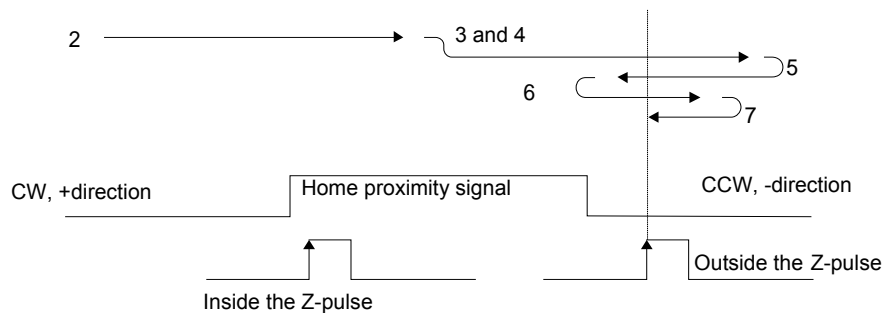 2
3 and 4
5
6
7
CW, +direction
Home proximity signal
CCW, -direction
Outside the Z-pulse
Inside the Z-pulse